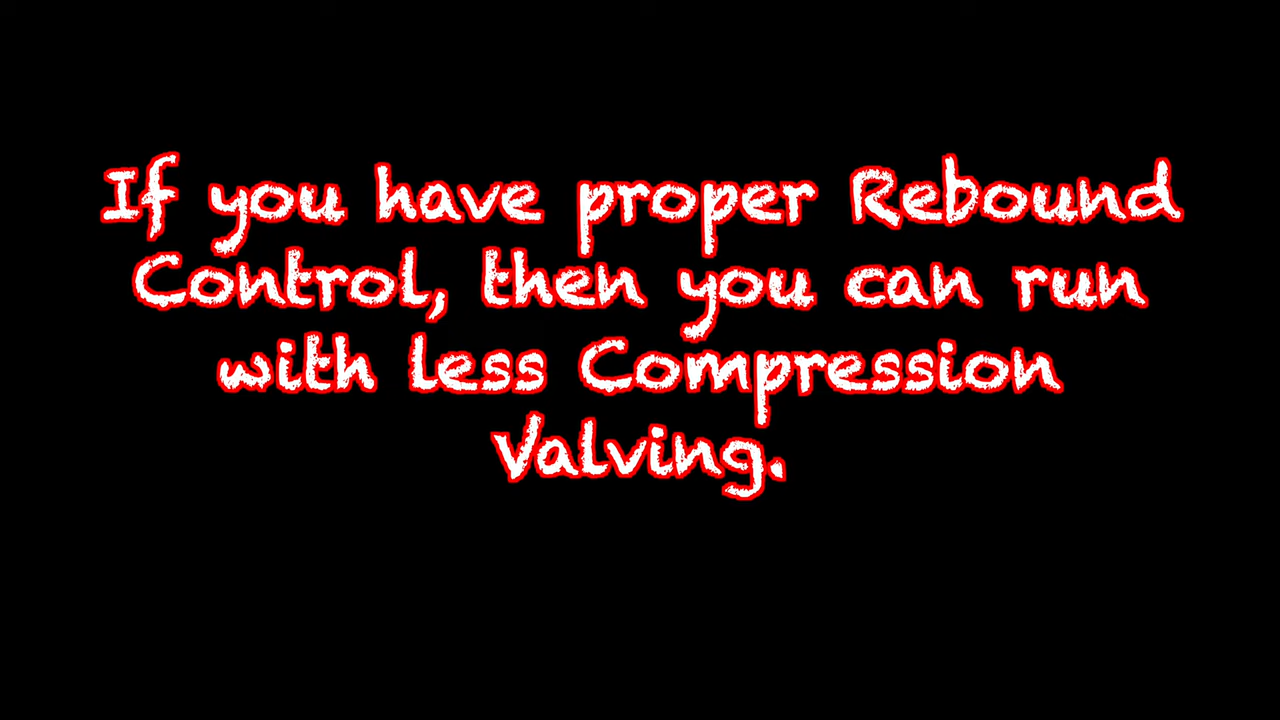 If you have proper Rebound
Control, then you can run
with less Compression
Valving.